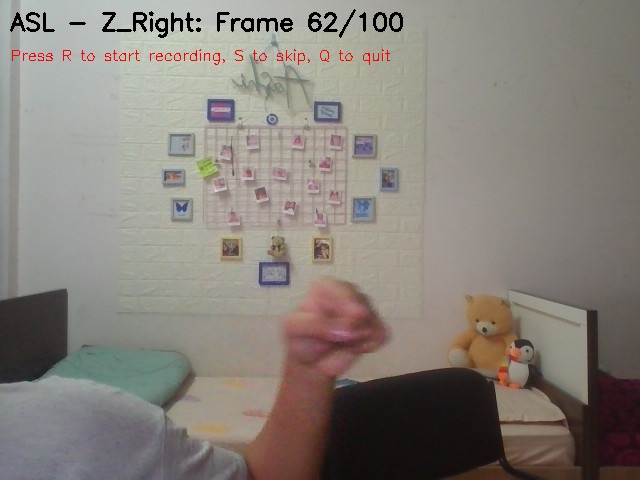 ASL - Z_Right: Frame 62/100
Press R to start recording, S to skip, Q to quit